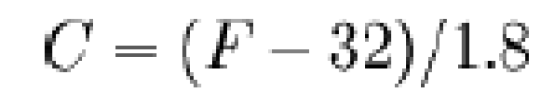 C = (F − 32)/1.8